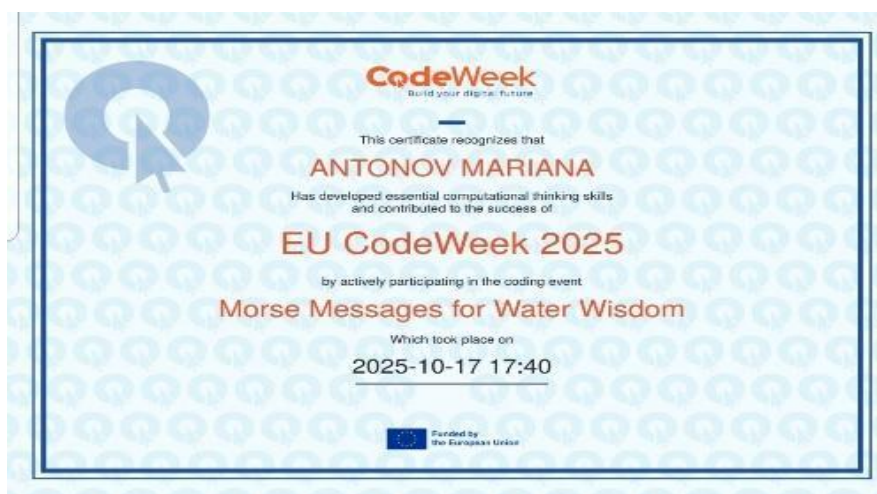 CodeWeek
Build your digital future
This certificate recognizes that
ANTONOV MARIANA
Has developed essential computational thinking skills
and contributed to the success of
EU CodeWeek 2025
by actively participating in the coding event
Morse Messages for Water Wisdom
Which took place on
2025-10-17 17:40
Funded by
the European Union